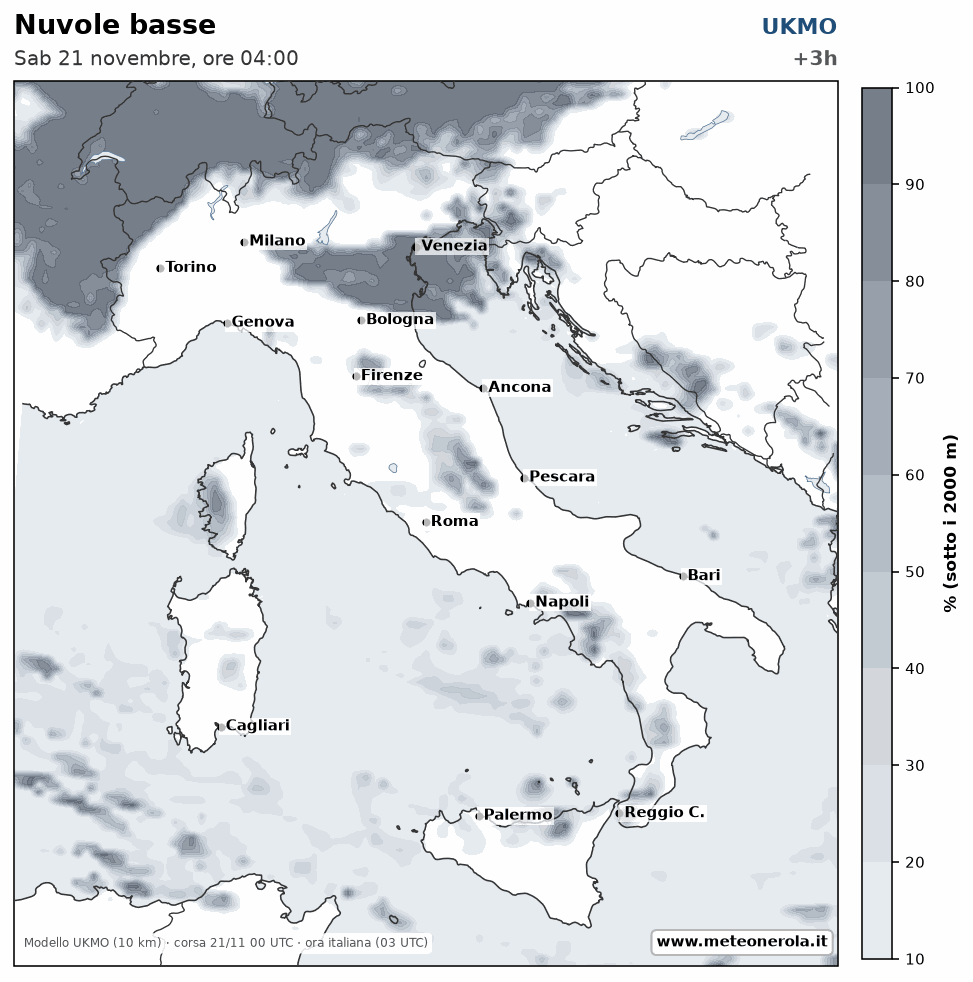 Nuvole basse
UKMO
Sab 21 novembre, ore 04:00
+3h
Milano
Venezia
Torino
Genova
Bologna
Firenze
Ancona
Pescara
Roma
Bari
Napoli
Cagliari
Palermo
Reggio C.
100
90
80
70
60
50
40
30
20
10
% (sotto i 2000 m)
Modello UKMO (10 km) · corsa 21/11 00 UTC · ora italiana (03 UTC)
www.meteonerola.it